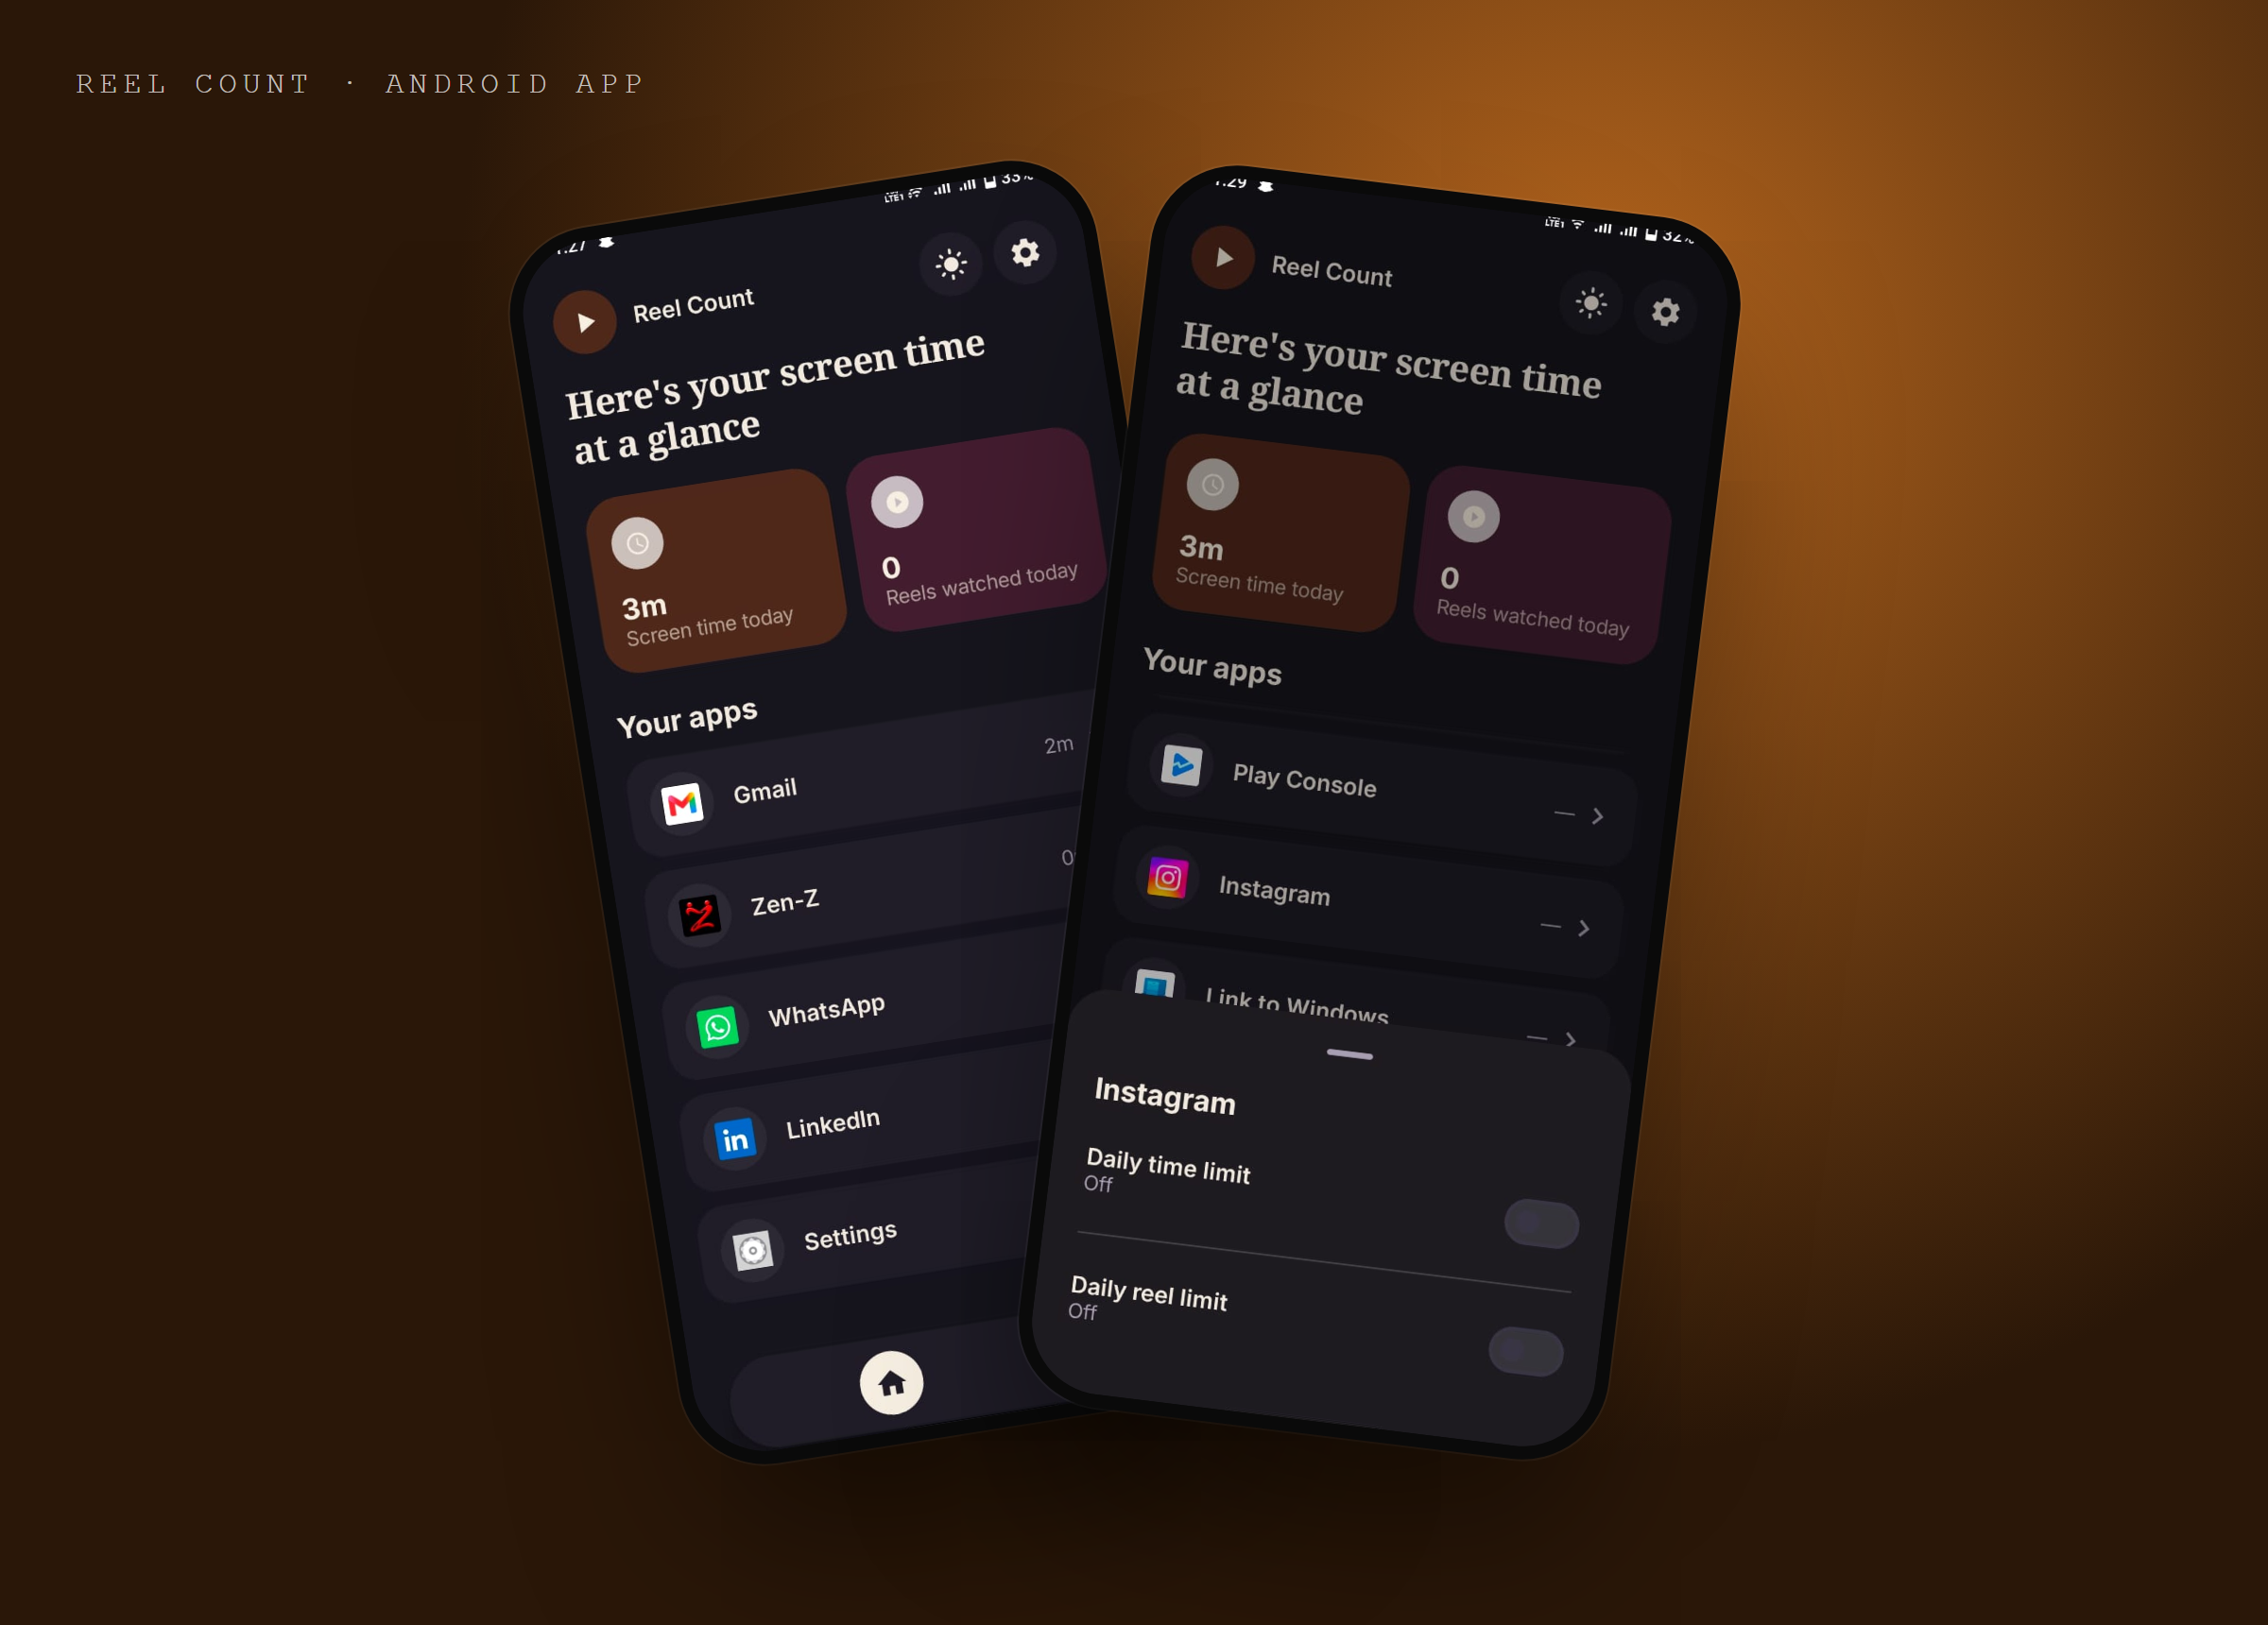 REEL COUNT · ANDROID APP
Reel Count
Here's your screen time
at a glance
3m
Screen time today
0
Reels watched today
Your apps
Gmail
2m
Zen-Z
WhatsApp
LinkedIn
Settings
LTE1
Reel Count
Here's your screen time
at a glance
3m
Screen time today
0
Reels watched today
Your apps
Play Console
—
Instagram
—
Link to Windows
—
Instagram
Daily time limit
Off
Daily reel limit
Off